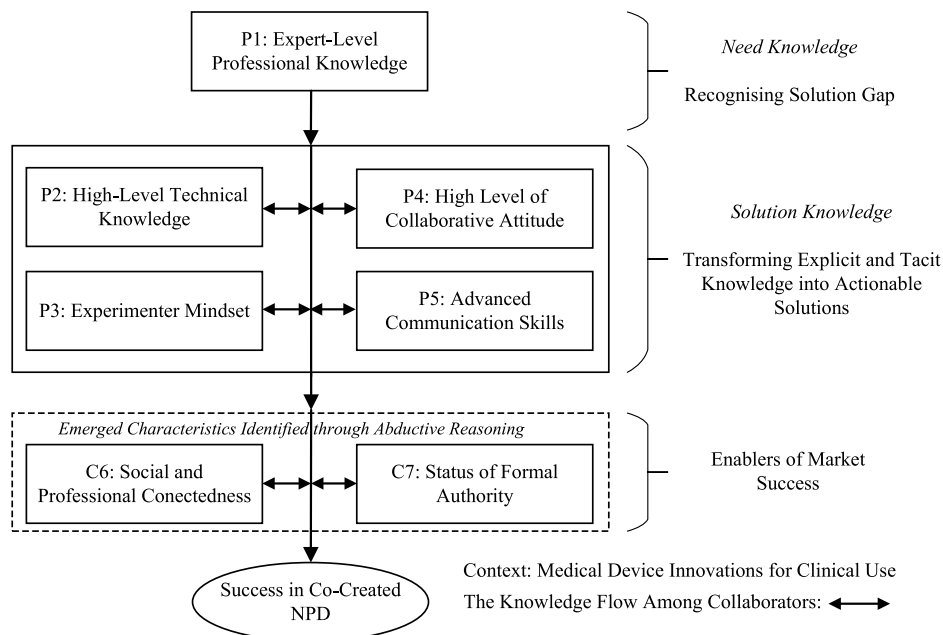 P1: Expert-Level
Professional Knowledge
Need Knowledge
Recognising Solution Gap
P2: High-Level Technical
Knowledge
P4: High Level of
Collaborative Attitude
P3: Experimenter Mindset
P5: Advanced
Communication Skills
Solution Knowledge
Transforming Explicit and Tacit
Knowledge into Actionable
Solutions
Emerged Characteristics Identified through Abductive Reasoning
C6: Social and
Professional Conectedness
C7: Status of Formal
Authority
Enablers of Market
Success
Success in Co-Created
NPD
Context: Medical Device Innovations for Clinical Use
The Knowledge Flow Among Collaborators: